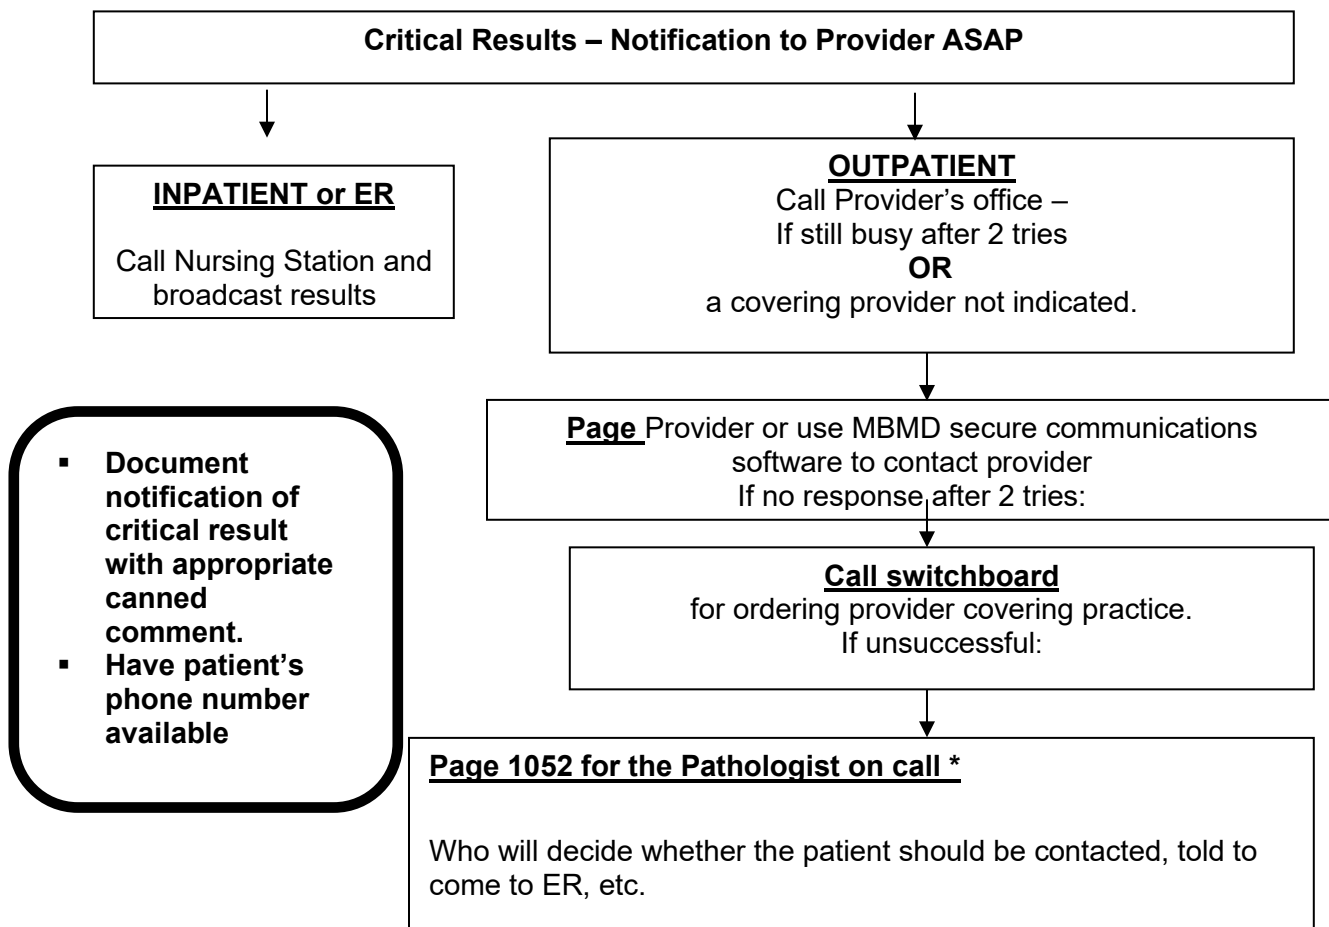 Critical Results – Notification to Provider ASAP
INPATIENT or ER
Call Nursing Station and
broadcast results
OUTPATIENT
Call Provider's office –
If still busy after 2 tries
OR
a covering provider not indicated.
Page Provider or use MBMD secure communications
software to contact provider
If no response after 2 tries:
▪ Document
notification of
critical result
with appropriate
canned
comment.
▪ Have patient's
phone number
available
Call switchboard
for ordering provider covering practice.
If unsuccessful:
Page 1052 for the Pathologist on call *
Who will decide whether the patient should be contacted, told to
come to ER, etc.